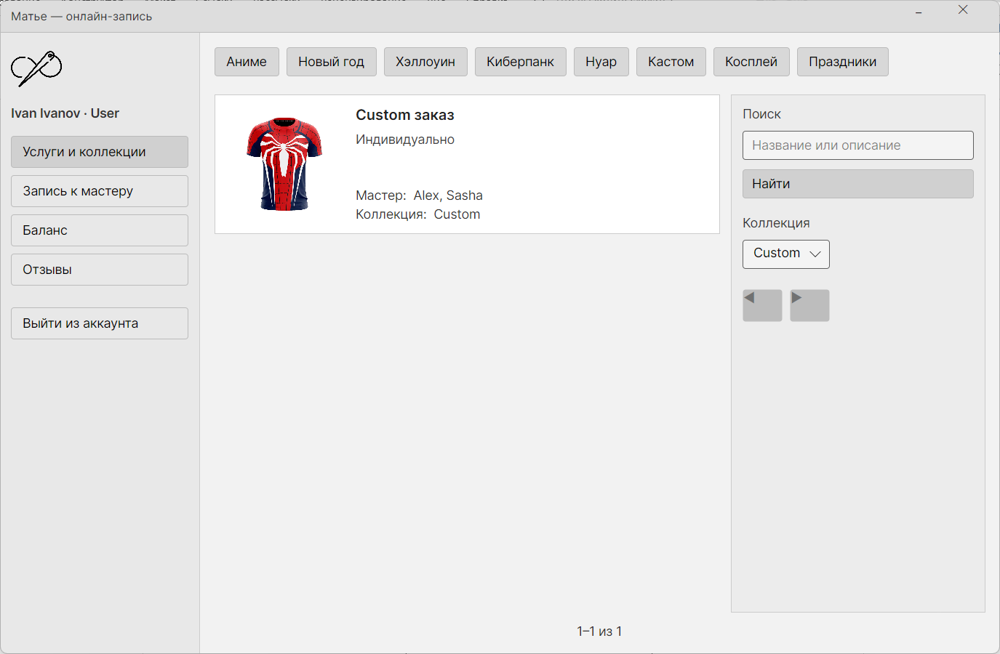 Матье — онлайн-запись
Ivan Ivanov · User
Услуги и коллекции
Запись к мастеру
Баланс
Отзывы
Выйти из аккаунта
Аниме
Новый год
Хэллоуин
Киберпанк
Нуар
Кастом
Косплей
Праздники
Custom заказ
Индивидуально
Мастер: Alex, Sasha
Коллекция: Custom
Поиск
Название или описание
Найти
Коллекция
Custom
1–1 из 1